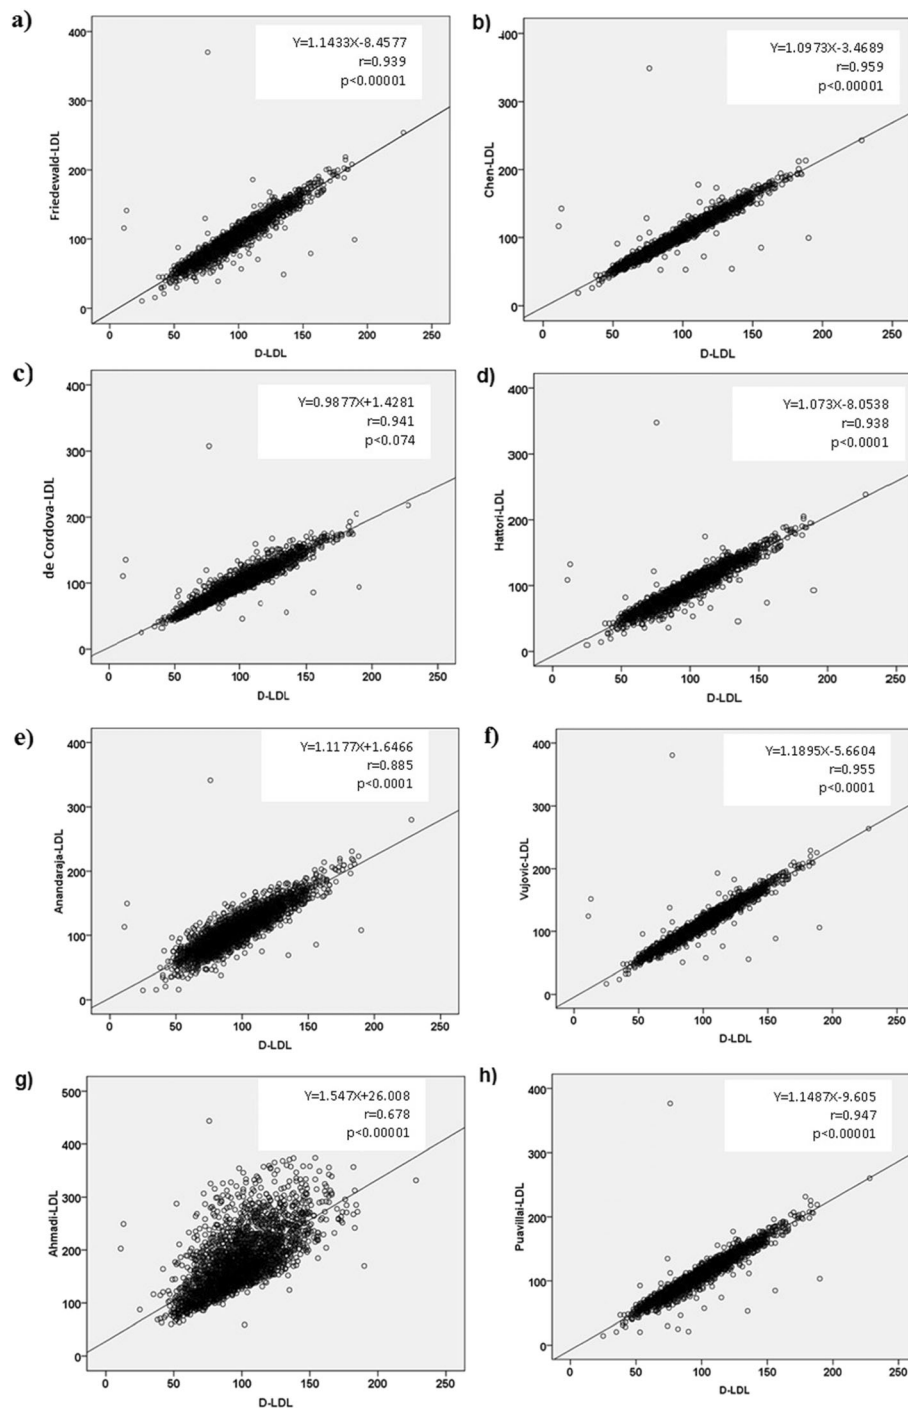 a)
Y=1.1433X-8.4577
r=0.939
p<0.00001
400
300
200
100
0
Friedewald-LDL
0 50 100 150 200 250
D-LDL
b)
Y=1.0973X-3.4689
r=0.959
p<0.00001
400
300
200
100
0
Chen-LDL
0 50 100 150 200 250
D-LDL
c)
Y=0.9877X+1.4281
r=0.941
p<0.074
400
300
200
100
0
de Cordova-LDL
0 50 100 150 200 250
D-LDL
d)
Y=1.073X-8.0538
r=0.938
p<0.0001
400
300
200
100
0
Hattori-LDL
0 50 100 150 200 250
D-LDL
e)
Y=1.1177X+1.6466
r=0.885
p<0.0001
400
300
200
100
0
Anandaraja-LDL
0 50 100 150 200 250
D-LDL
f)
Y=1.1895X-5.6604
r=0.955
p<0.0001
400
300
200
100
0
Vujovic-LDL
0 50 100 150 200 250
D-LDL
g)
Y=1.547X+26.008
r=0.678
p<0.00001
500
400
300
200
100
0
Ahmadi-LDL
0 50 100 150 200 250
D-LDL
h)
Y=1.1487X-9.605
r=0.947
p<0.00001
400
300
200
100
0
Puavillai-LDL
0 50 100 150 200 250
D-LDL